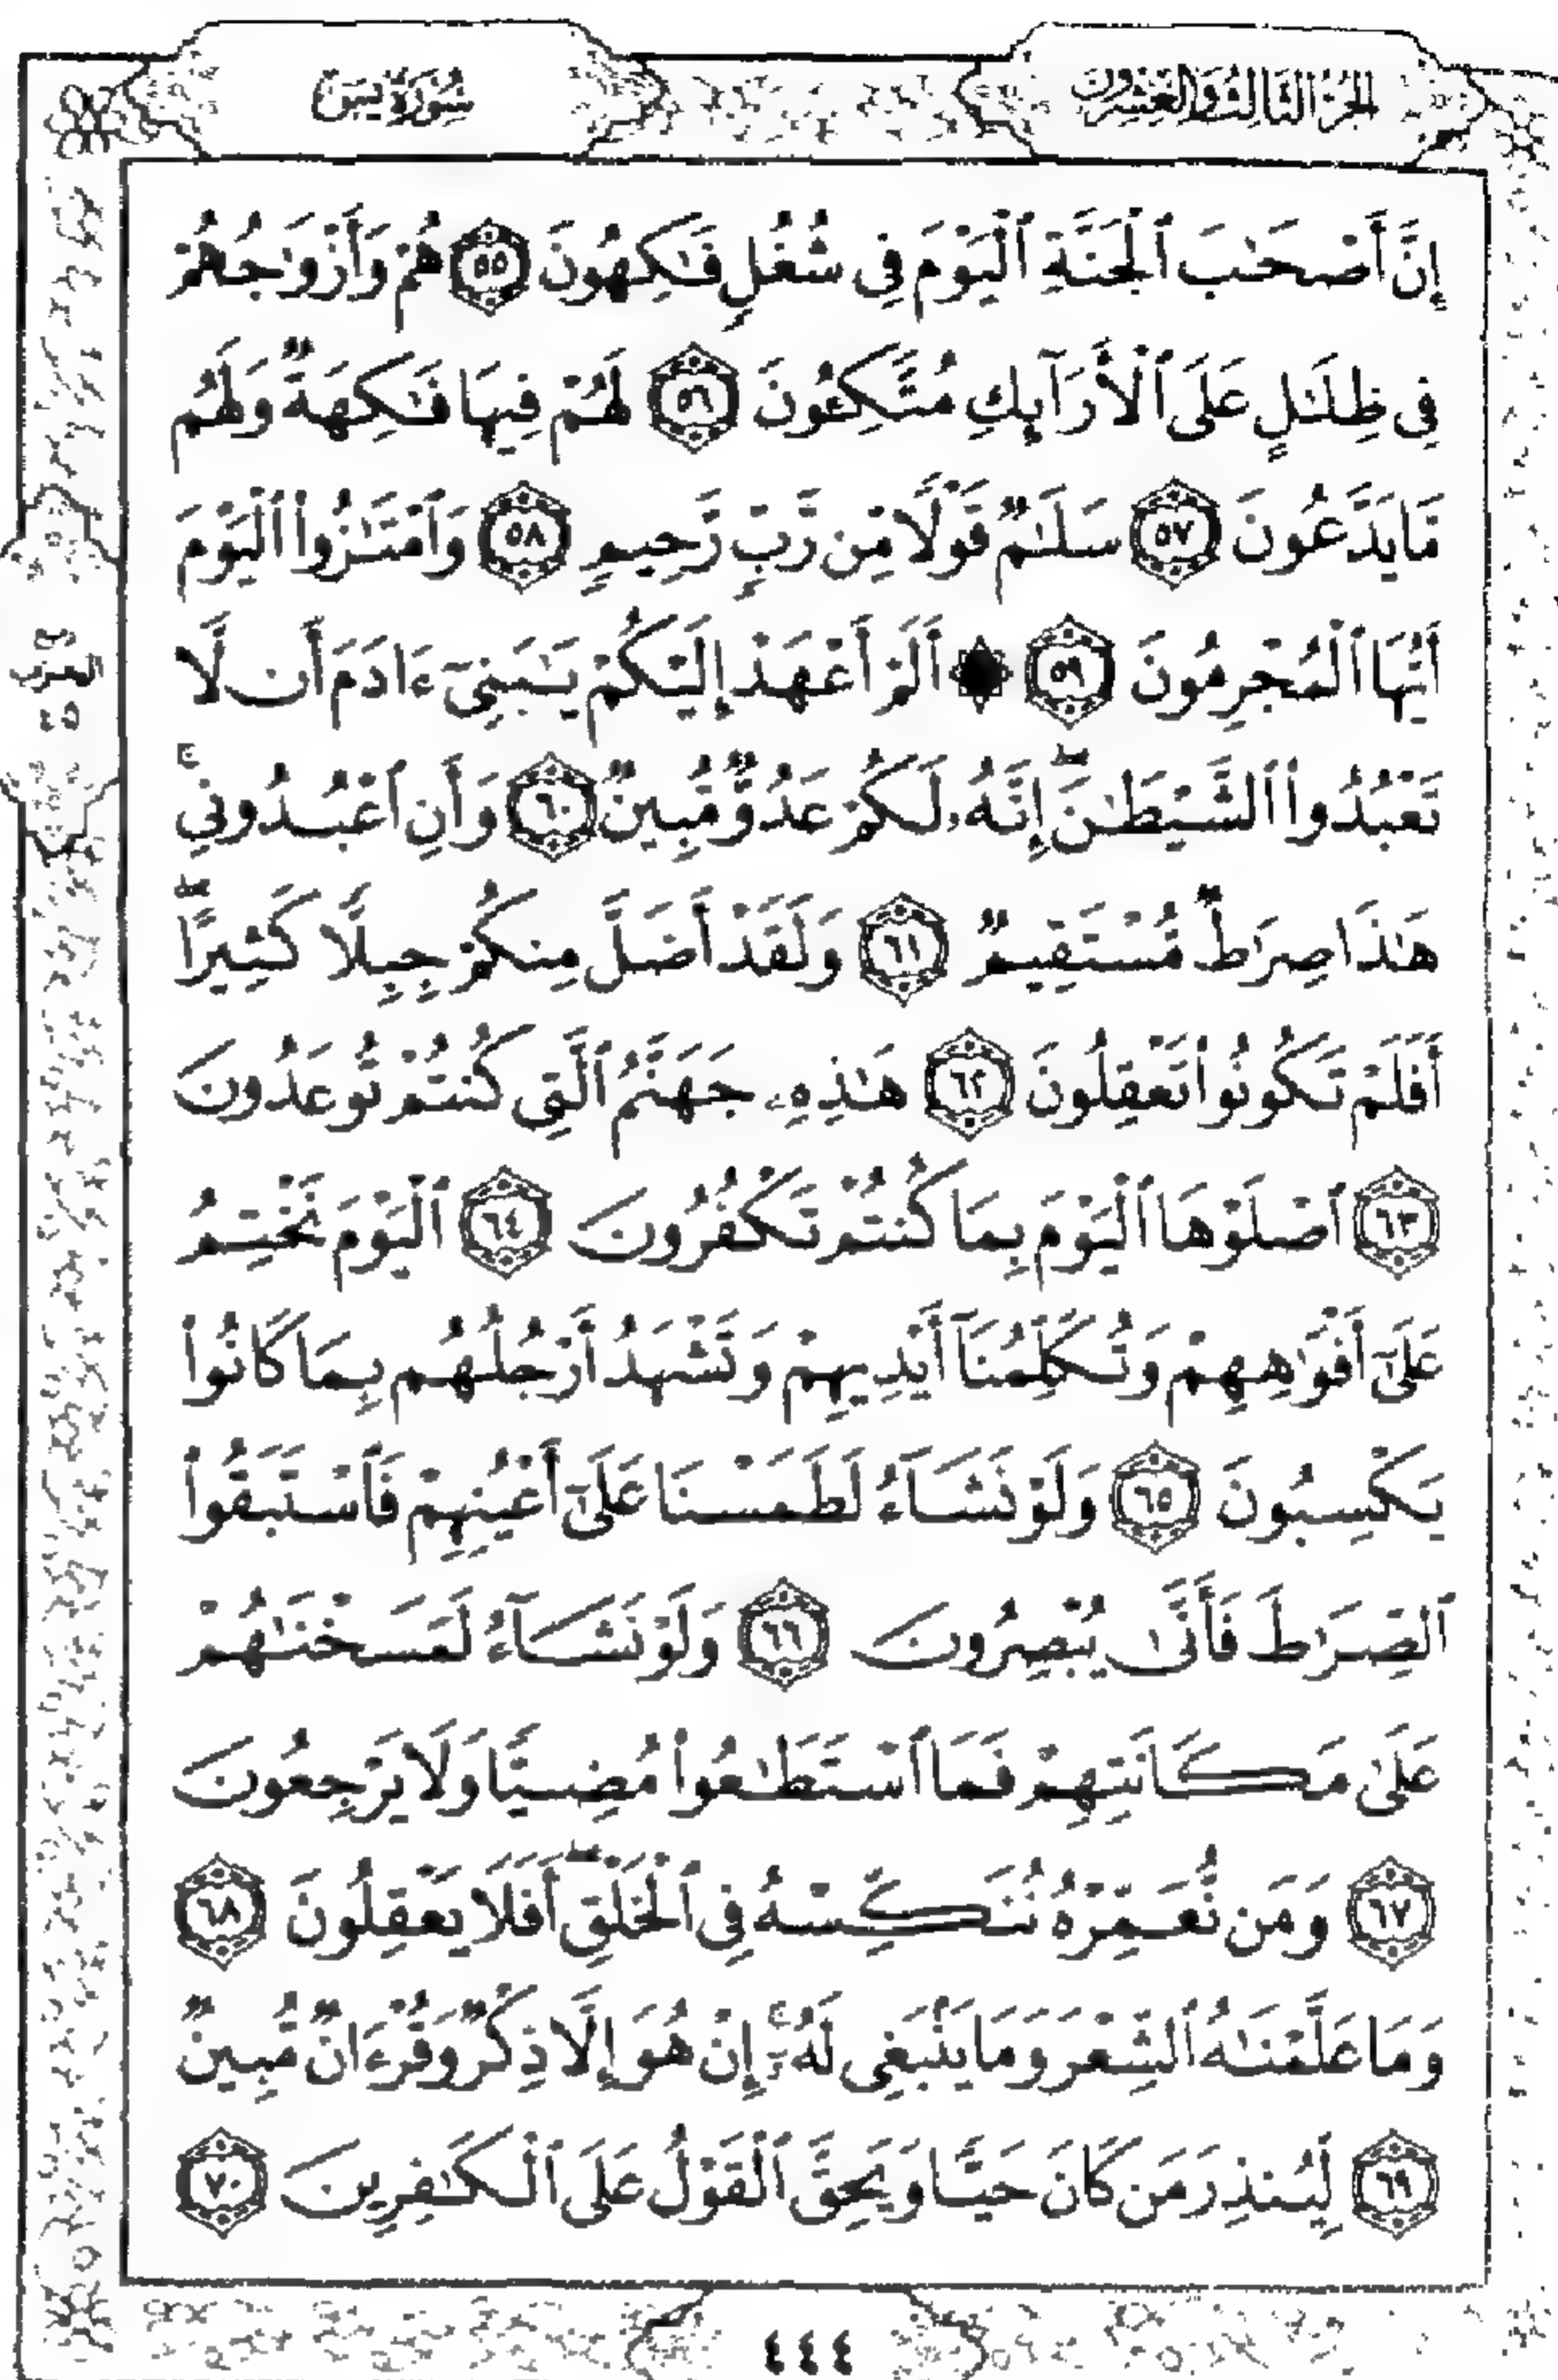 الجزء الثالث والعشرون
سورة يس
إِنَّ أَصْحَٰبَ ٱلْجَنَّةِ ٱلْيَوْمَ فِى شُغُلٍ فَٰكِهُونَ ٥٥ هُمْ وَأَزْوَٰجُهُمْ
فِى ظِلَٰلٍ عَلَى ٱلْأَرَآئِكِ مُتَّكِـُٔونَ ٥٦ لَهُمْ فِيهَا فَٰكِهَةٌ وَلَهُم
مَّا يَدَّعُونَ ٥٧ سَلَٰمٌ قَوْلًا مِّن رَّبٍّ رَّحِيمٍ ٥٨ وَٱمْتَٰزُوا۟ ٱلْيَوْمَ
أَيُّهَا ٱلْمُجْرِمُونَ ٥٩ ۞ أَلَمْ أَعْهَدْ إِلَيْكُمْ يَٰبَنِىٓ ءَادَمَ أَن لَّا
تَعْبُدُوا۟ ٱلشَّيْطَٰنَۖ إِنَّهُۥ لَكُمْ عَدُوٌّ مُّبِينٌ ٦٠ وَأَنِ ٱعْبُدُونِىۚ
هَٰذَا صِرَٰطٌ مُّسْتَقِيمٌ ٦١ وَلَقَدْ أَضَلَّ مِنكُمْ جِبِلًّا كَثِيرًاۖ
أَفَلَمْ تَكُونُوا۟ تَعْقِلُونَ ٦٢ هَٰذِهِۦ جَهَنَّمُ ٱلَّتِى كُنتُمْ تُوعَدُونَ
٦٣ ٱصْلَوْهَا ٱلْيَوْمَ بِمَا كُنتُمْ تَكْفُرُونَ ٦٤ ٱلْيَوْمَ نَخْتِمُ
عَلَىٰٓ أَفْوَٰهِهِمْ وَتُكَلِّمُنَآ أَيْدِيهِمْ وَتَشْهَدُ أَرْجُلُهُم بِمَا كَانُوا۟
يَكْسِبُونَ ٦٥ وَلَوْ نَشَآءُ لَطَمَسْنَا عَلَىٰٓ أَعْيُنِهِمْ فَٱسْتَبَقُوا۟
ٱلصِّرَٰطَ فَأَنَّىٰ يُبْصِرُونَ ٦٦ وَلَوْ نَشَآءُ لَمَسَخْنَٰهُمْ
عَلَىٰ مَكَانَتِهِمْ فَمَا ٱسْتَطَٰعُوا۟ مُضِيًّا وَلَا يَرْجِعُونَ
٦٧ وَمَن نُّعَمِّرْهُ نُنَكِّسْهُ فِى ٱلْخَلْقِۖ أَفَلَا يَعْقِلُونَ ٦٨
وَمَا عَلَّمْنَٰهُ ٱلشِّعْرَ وَمَا يَنۢبَغِى لَهُۥٓۚ إِنْ هُوَ إِلَّا ذِكْرٌ وَقُرْءَانٌ مُّبِينٌ
٦٩ لِّيُنذِرَ مَن كَانَ حَيًّا وَيَحِقَّ ٱلْقَوْلُ عَلَى ٱلْكَٰفِرِينَ ٧٠
٤٤٤